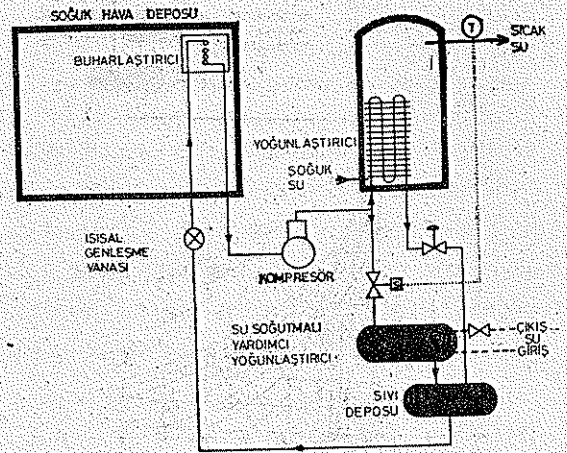 SOĞUK HAVA DEPOSU
BUHARLAŞTIRICI
T
SICAK
SU
YOĞUNLAŞTIRICI
SOĞUK
SU
ISISAL
GENLEŞME
VANASI
KOMPRESÖR
S
SU SOĞUTMALI
YARDIMCI
YOĞUNLAŞTIRICI
ÇIKIŞ
SU
GİRİŞ
SIVI
DEPOSU